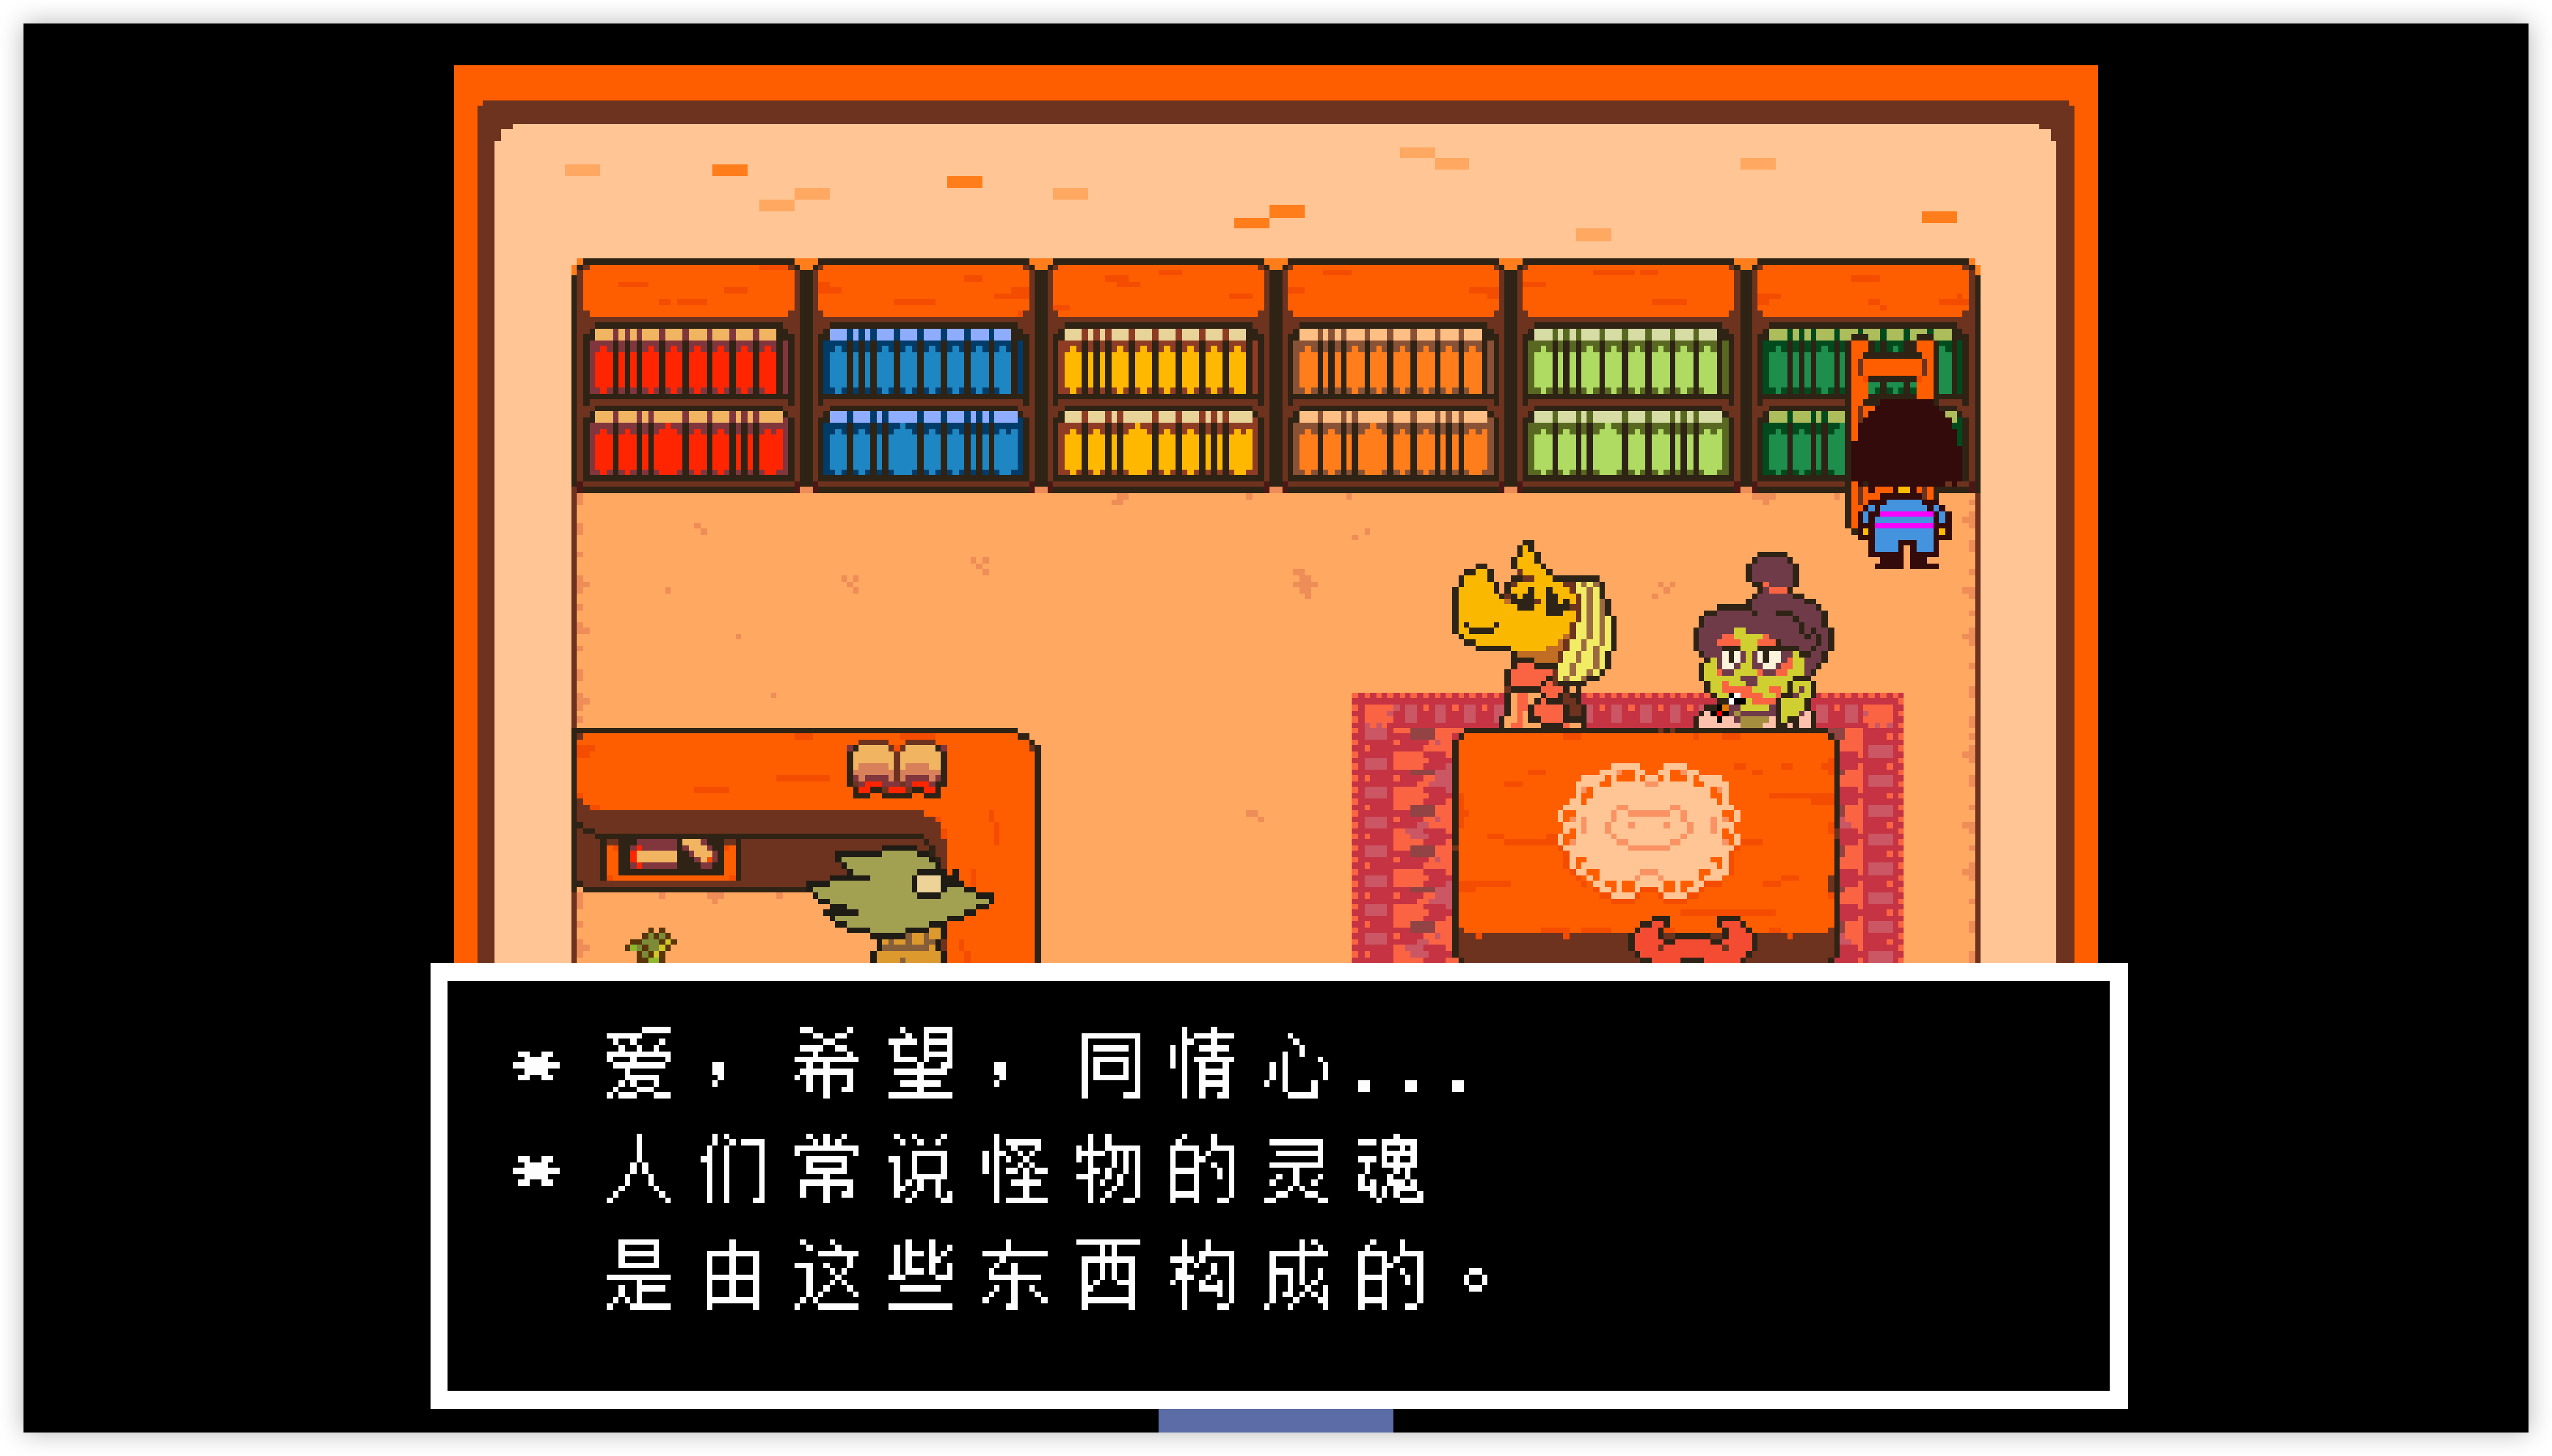 * 爱，希望，同情心...
* 人们常说怪物的灵魂
是由这些东西构成的。